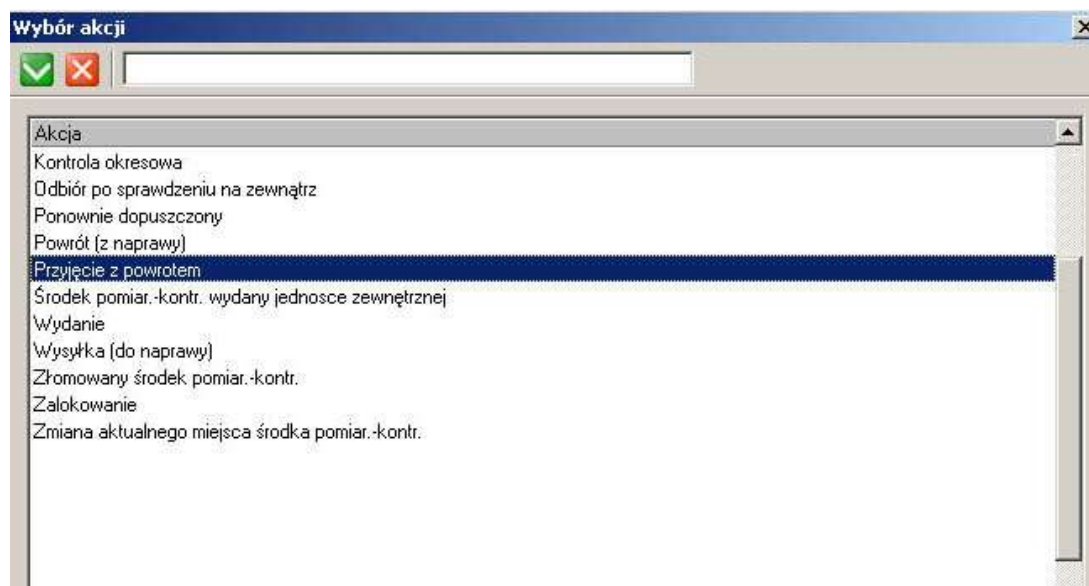 Wybór akcji
Akcja
Kontrola okresowa
Odbiór po sprawdzeniu na zewnątrz
Ponownie dopuszczony
Powrót (z naprawy)
Przyjęcie z powrotem
Środek pomiar.-kontr. wydany jednosce zewnętrznej
Wydanie
Wysyłka (do naprawy)
Złomowany środek pomiar.-kontr.
Zalokowanie
Zmiana aktualnego miejsca środka pomiar.-kontr.